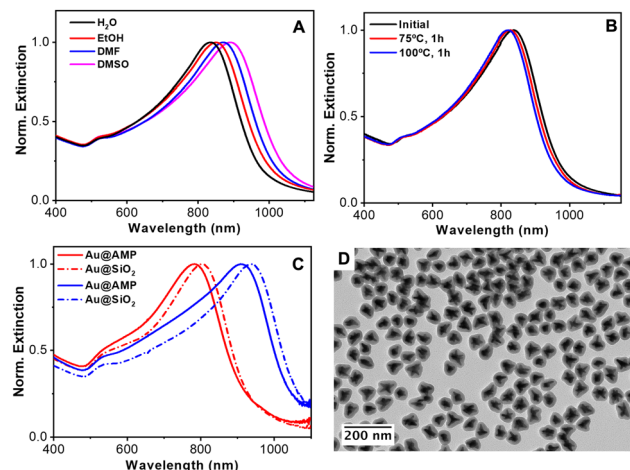 A
H₂O
EtOH
DMF
DMSO
1.0
0.5
0.0
Norm. Extinction
400
600
800
1000
Wavelength (nm)
B
Initial
75ºC, 1h
100ºC, 1h
1.0
0.5
0.0
Norm. Extinction
400
600
800
1000
Wavelength (nm)
C
Au@AMP
Au@SiO₂
Au@AMP
Au@SiO₂
1.0
0.5
0.0
Norm. Extinction
400
600
800
1000
Wavelength (nm)
D
200 nm